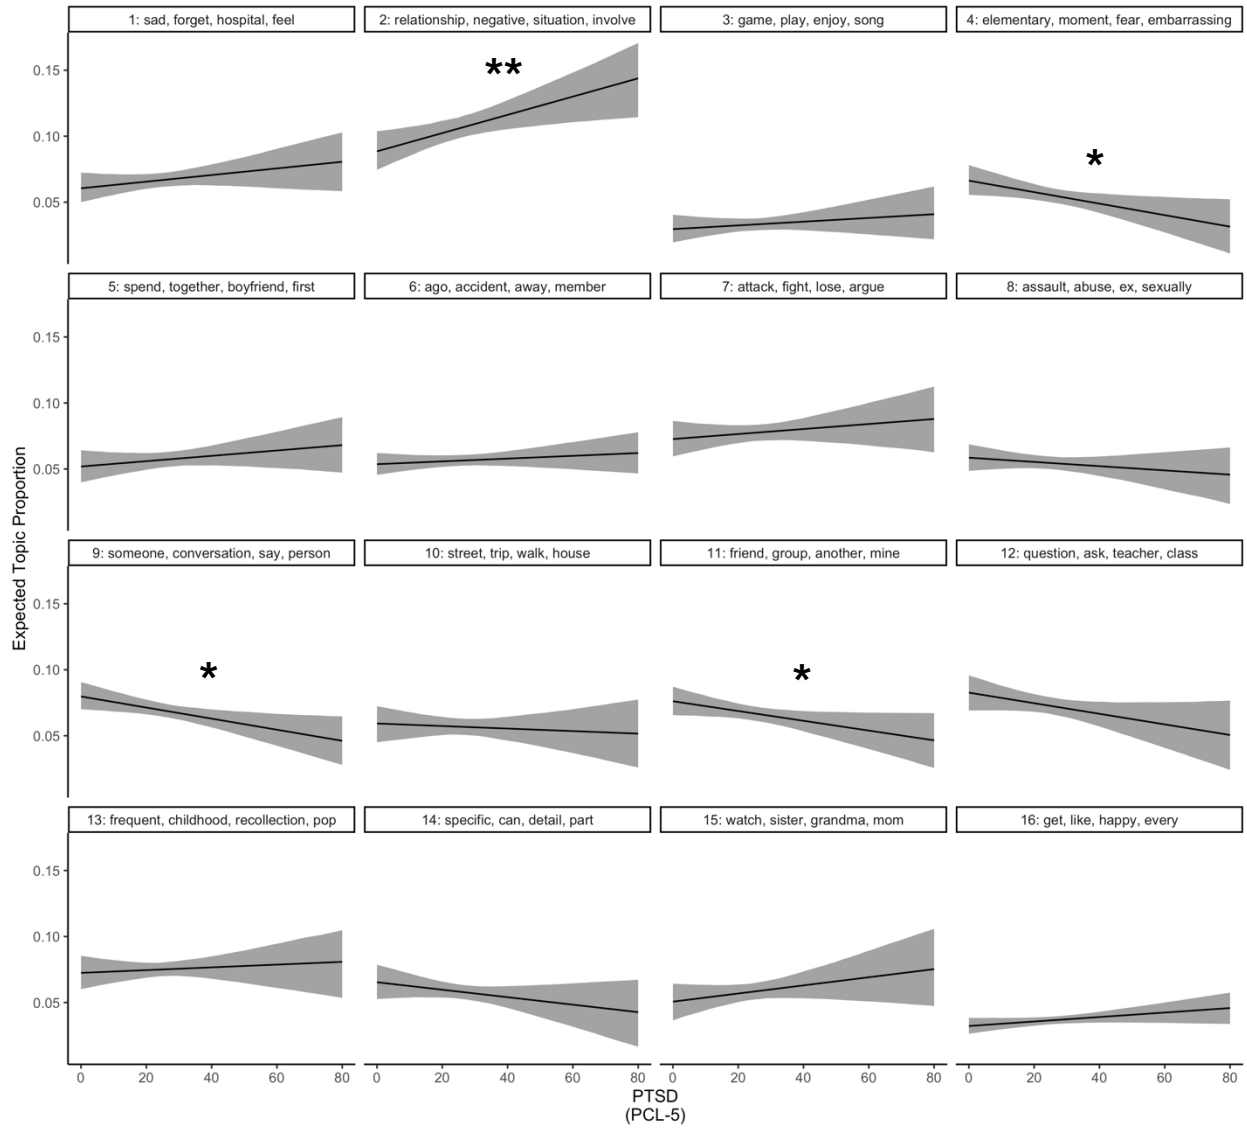 1: sad, forget, hospital, feel
2: relationship, negative, situation, involve
3: game, play, enjoy, song
4: elementary, moment, fear, embarrassing
0.15
0.10
0.05
**
*
5: spend, together, boyfriend, first
6: ago, accident, away, member
7: attack, fight, lose, argue
8: assault, abuse, ex, sexually
0.15
0.10
0.05
Expected Topic Proportion
9: someone, conversation, say, person
10: street, trip, walk, house
11: friend, group, another, mine
12: question, ask, teacher, class
0.15
0.10
0.05
*
*
13: frequent, childhood, recollection, pop
14: specific, can, detail, part
15: watch, sister, grandma, mom
16: get, like, happy, every
0.15
0.10
0.05
0 20 40 60 80
0 20 40 60 80
0 20 40 60 80
0 20 40 60 80
PTSD
(PCL-5)